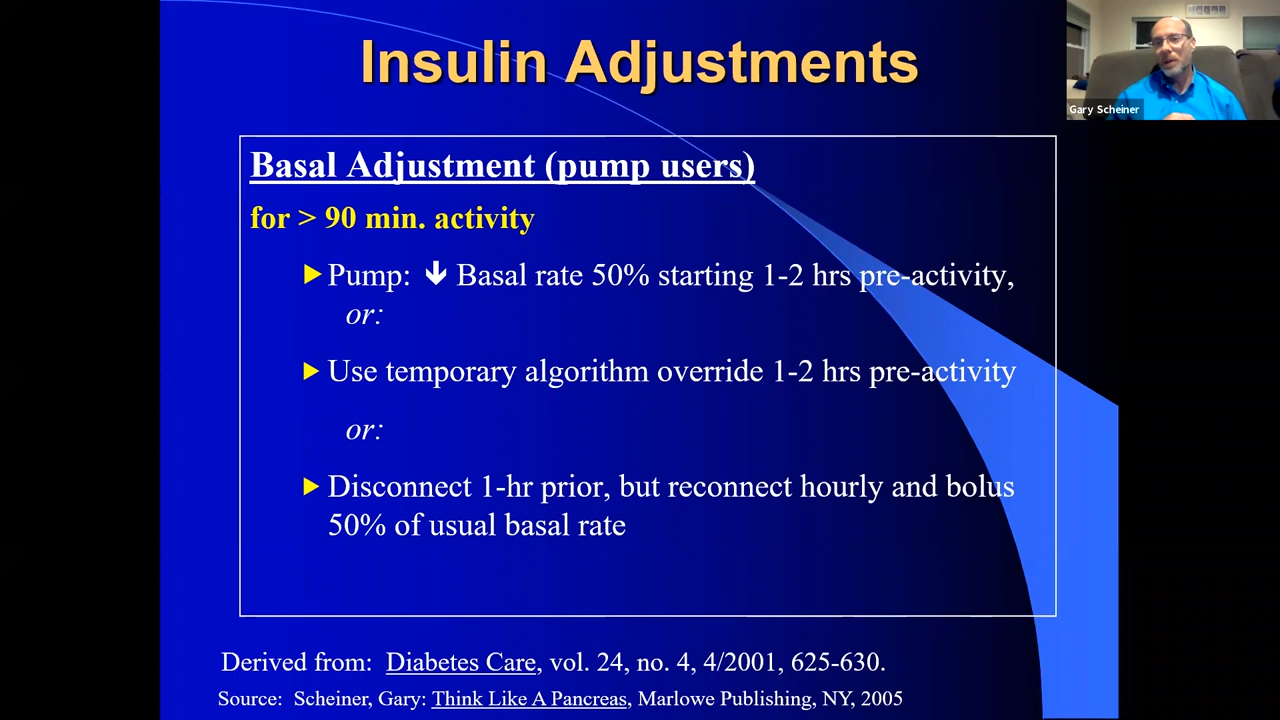 Insulin Adjustments
Gary Scheiner
Basal Adjustment (pump users)
for > 90 min. activity
Pump: 🡻 Basal rate 50% starting 1-2 hrs pre-activity,
or:
Use temporary algorithm override 1-2 hrs pre-activity
or:
Disconnect 1-hr prior, but reconnect hourly and bolus
50% of usual basal rate
Derived from: Diabetes Care, vol. 24, no. 4, 4/2001, 625-630.
Source: Scheiner, Gary: Think Like A Pancreas, Marlowe Publishing, NY, 2005